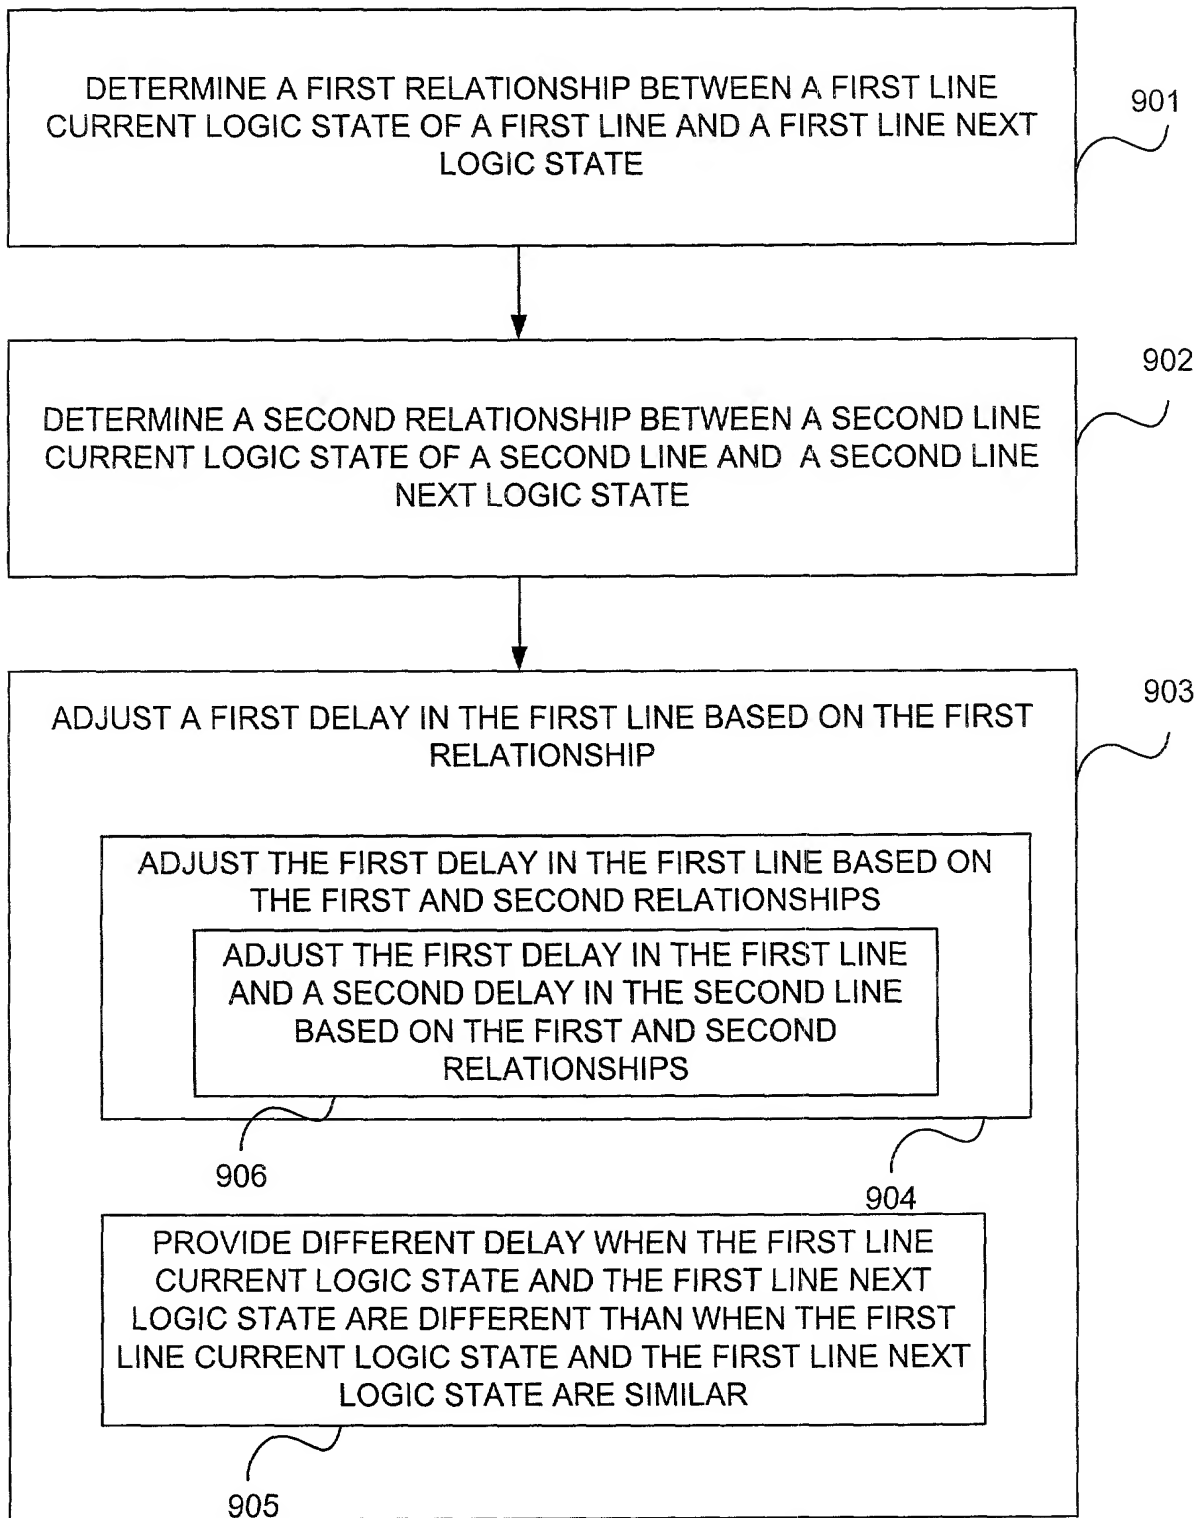 DETERMINE A FIRST RELATIONSHIP BETWEEN A FIRST LINE
CURRENT LOGIC STATE OF A FIRST LINE AND A FIRST LINE NEXT
LOGIC STATE
901
DETERMINE A SECOND RELATIONSHIP BETWEEN A SECOND LINE
CURRENT LOGIC STATE OF A SECOND LINE AND A SECOND LINE
NEXT LOGIC STATE
902
ADJUST A FIRST DELAY IN THE FIRST LINE BASED ON THE FIRST
RELATIONSHIP
903
ADJUST THE FIRST DELAY IN THE FIRST LINE BASED ON
THE FIRST AND SECOND RELATIONSHIPS
ADJUST THE FIRST DELAY IN THE FIRST LINE
AND A SECOND DELAY IN THE SECOND LINE
BASED ON THE FIRST AND SECOND
RELATIONSHIPS
906
904
PROVIDE DIFFERENT DELAY WHEN THE FIRST LINE
CURRENT LOGIC STATE AND THE FIRST LINE NEXT
LOGIC STATE ARE DIFFERENT THAN WHEN THE FIRST
LINE CURRENT LOGIC STATE AND THE FIRST LINE NEXT
LOGIC STATE ARE SIMILAR
905